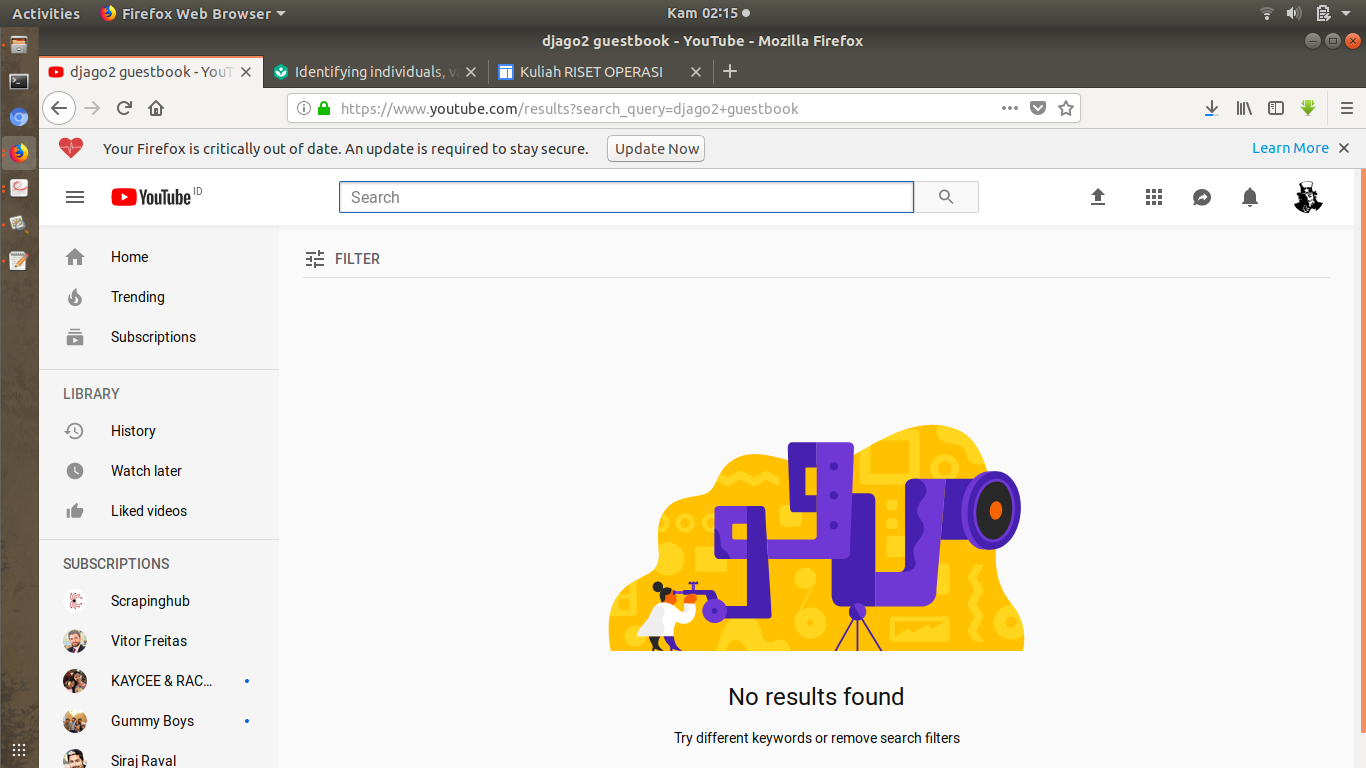 Activities Firefox Web Browser Kam 02:15
djago2 guestbook - YouTube - Mozilla Firefox
djago2 guestbook - YouT Identifying individuals, v Kuliah RISET OPERASI
https://www.youtube.com/results?search_query=djago2+guestbook
Your Firefox is critically out of date. An update is required to stay secure. Update Now Learn More
YouTube ID Search
Home FILTER
Trending
Subscriptions
LIBRARY
History
Watch later
Liked videos
SUBSCRIPTIONS
Scrapinghub
Vitor Freitas
KAYCEE & RAC...
Gummy Boys
Siraj Raval
No results found
Try different keywords or remove search filters